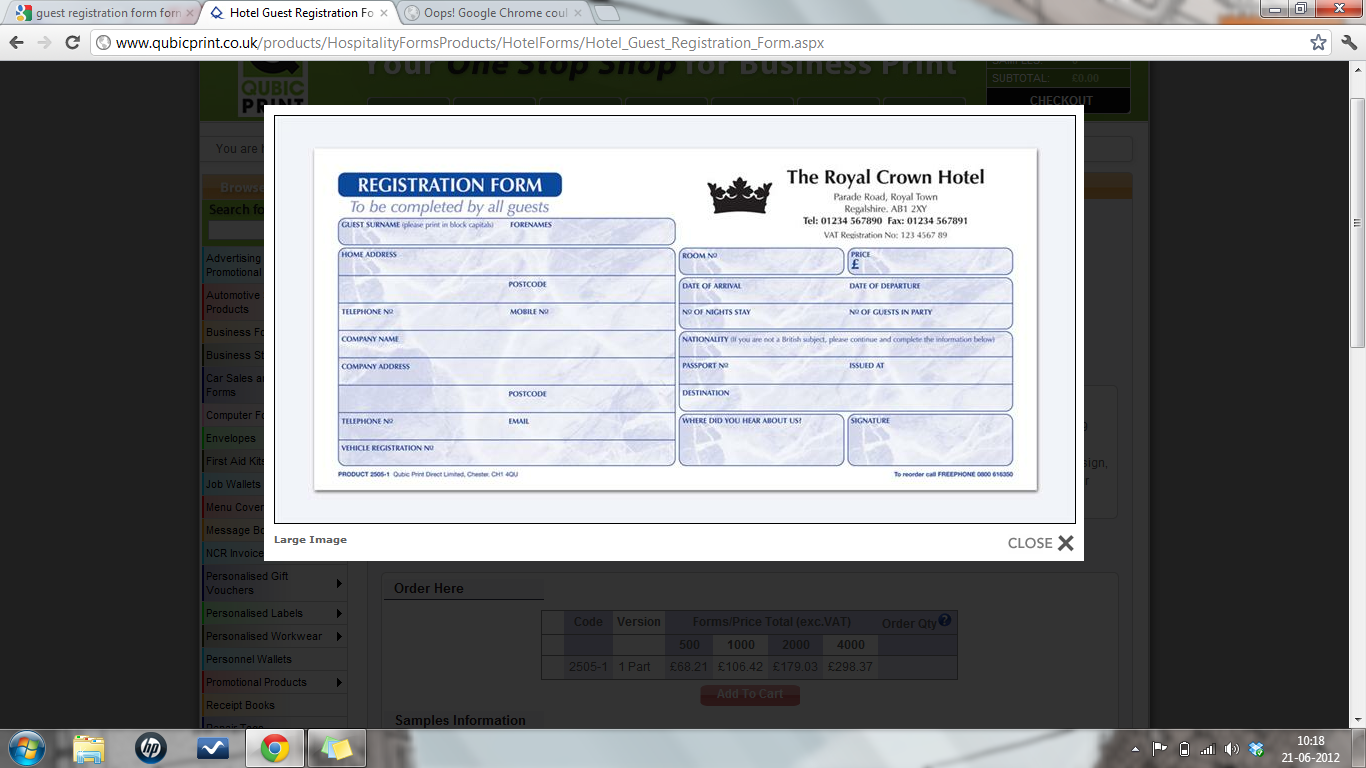 guest registration form form
Hotel Guest Registration Fo
Oops! Google Chrome coul
www.qubicprint.co.uk/products/HospitalityFormsProducts/HotelForms/Hotel_Guest_Registration_Form.aspx
QUBIC
PRINT
Your One Stop Shop for Business Print
SUBTOTAL: £0.00
CHECKOUT
You are h
Browse
Search fo
Advertising
Promotional
Automotive
Products
Business Fo
Business St
Car Sales a
Forms
Computer Fo
Envelopes
First Aid Kits
Job Wallets
Menu Cover
Message Bo
NCR Invoice
Personalised Gift
Vouchers
Personalised Labels
Personalised Workwear
Personnel Wallets
Promotional Products
Receipt Books
REGISTRATION FORM
To be completed by all guests
The Royal Crown Hotel
Parade Road, Royal Town
Regalshire. AB1 2XY
Tel: 01234 567890 Fax: 01234 567891
VAT Registration No: 123 4567 89
GUEST SURNAME (please print in block capitals) FORENAMES
HOME ADDRESS
POSTCODE
TELEPHONE No MOBILE No
COMPANY NAME
COMPANY ADDRESS
POSTCODE
TELEPHONE No EMAIL
VEHICLE REGISTRATION No
ROOM No PRICE
£
DATE OF ARRIVAL DATE OF DEPARTURE
No OF NIGHTS STAY No OF GUESTS IN PARTY
NATIONALITY (If you are not a British subject, please continue and complete the information below)
PASSPORT No ISSUED AT
DESTINATION
WHERE DID YOU HEAR ABOUT US? SIGNATURE
PRODUCT 2505-1 Qubic Print Direct Limited, Chester, CH1 4QU
To reorder call FREEPHONE 0800 616350
Large Image
CLOSE X
sign,
Order Here
Code Version Forms/Price Total (exc.VAT) Order Qty ?
500 1000 2000 4000
2505-1 1 Part £68.21 £106.42 £179.03 £298.37
Add To Cart
Samples Information
hp
10:18
21-06-2012